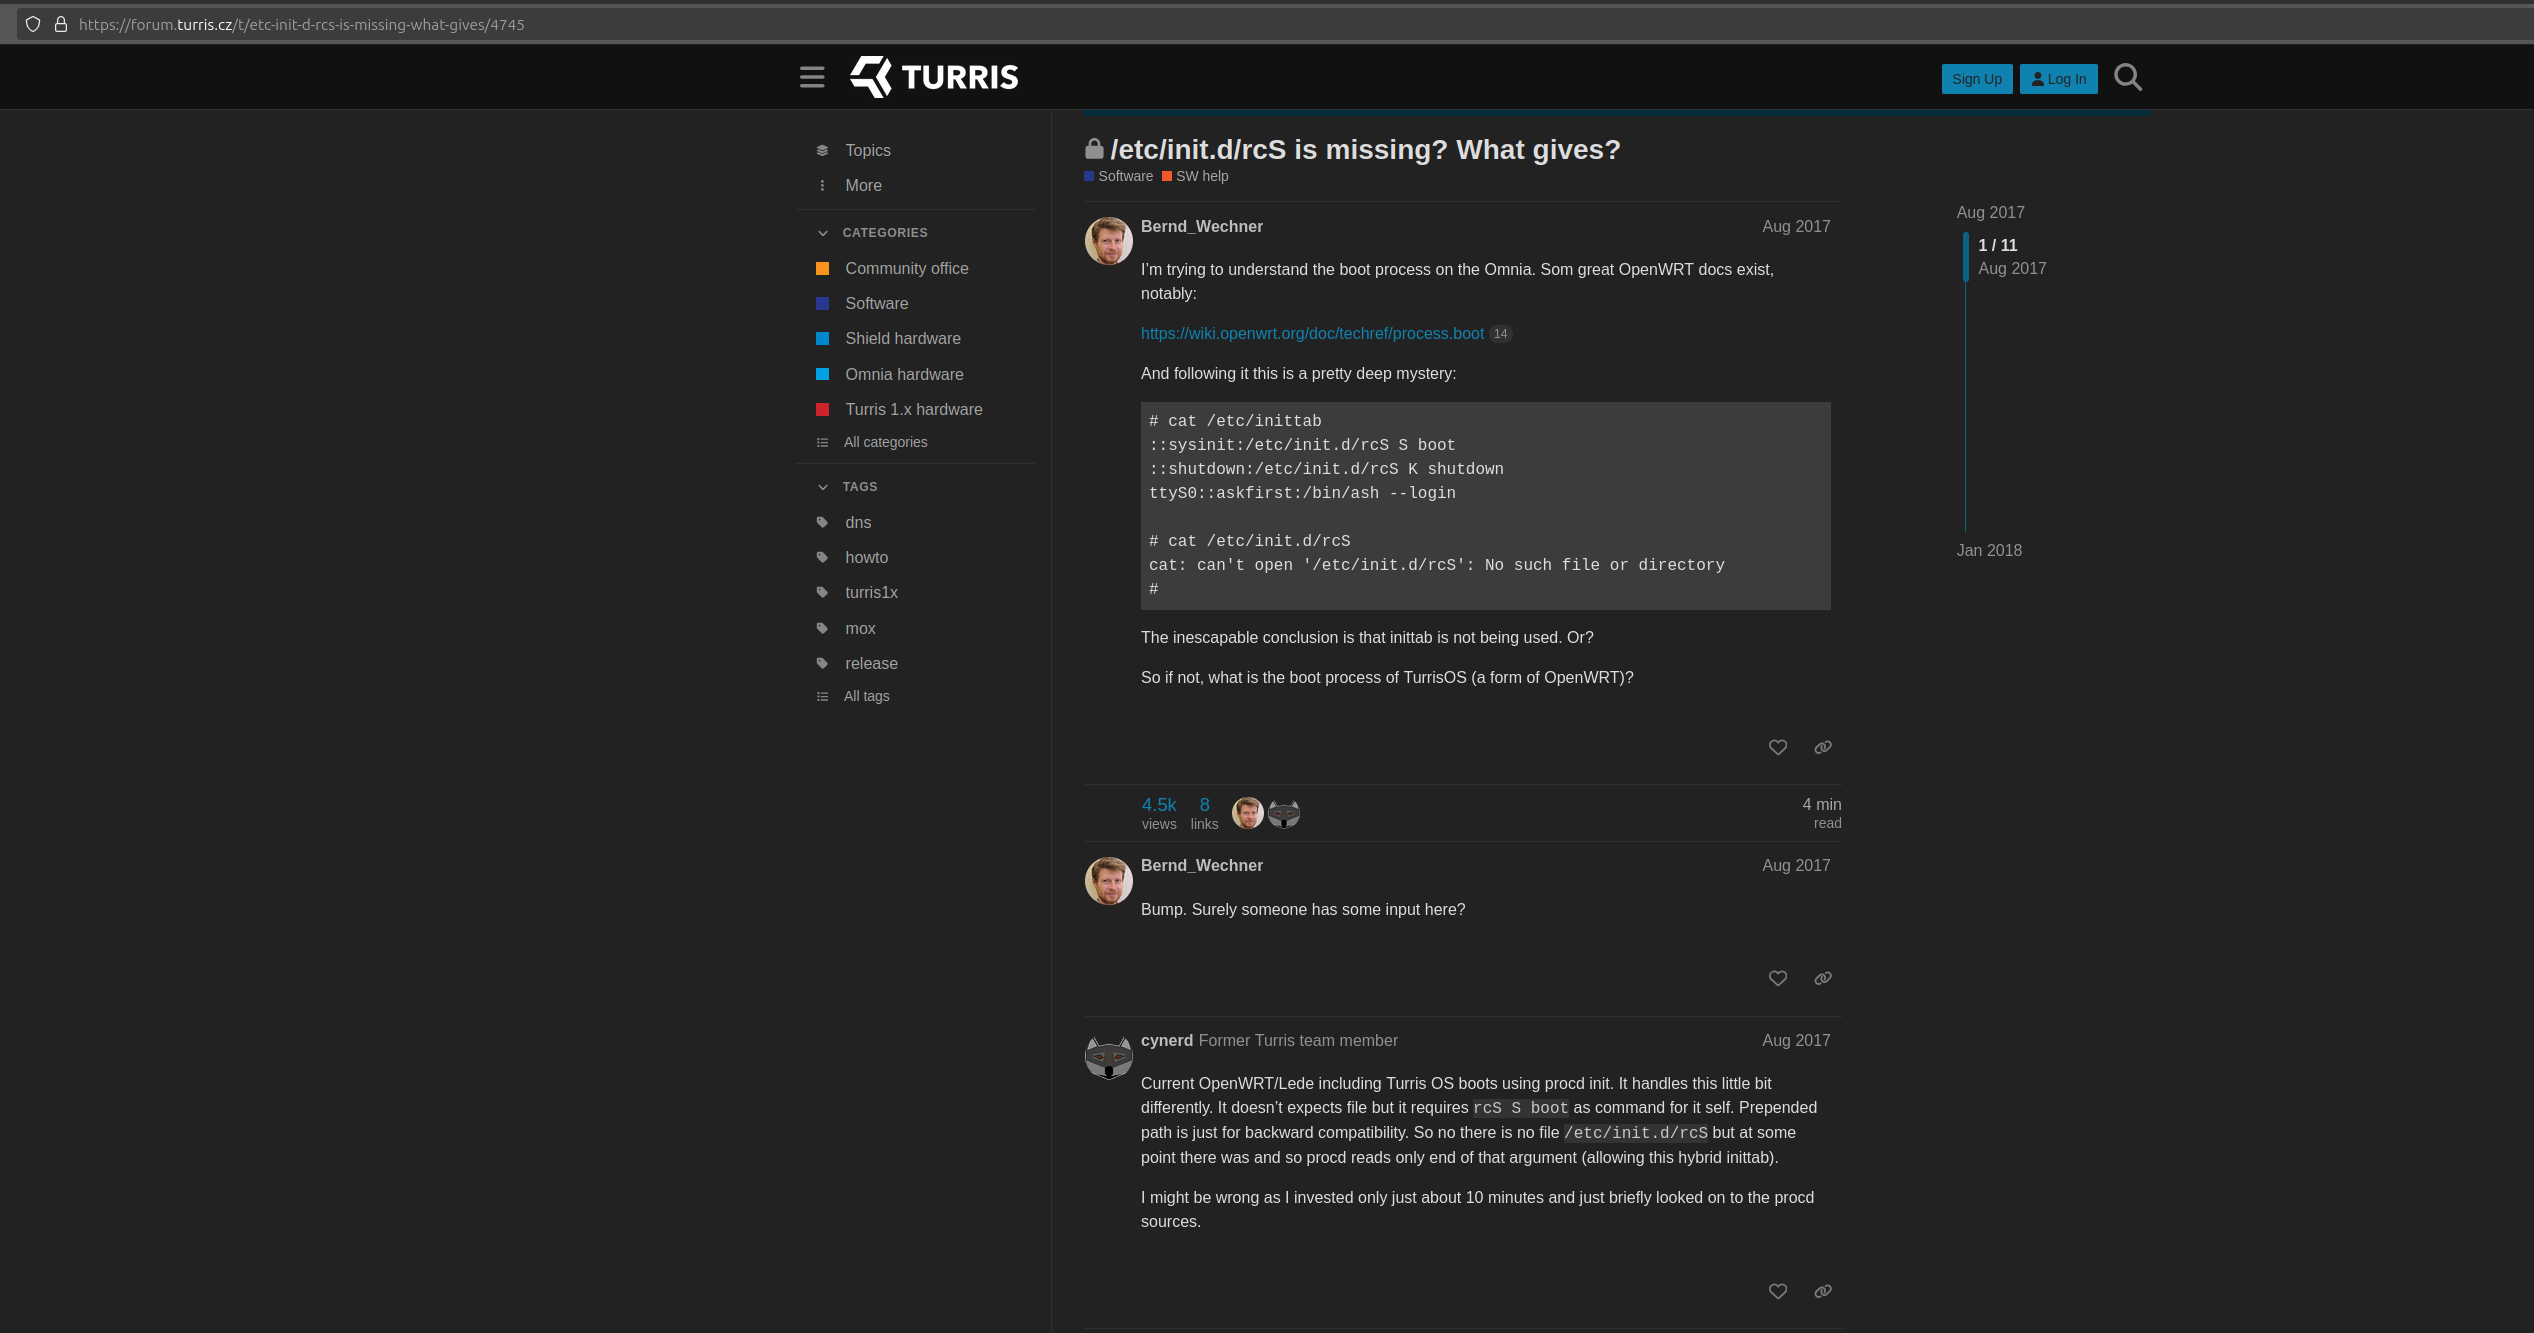 https://forum.turris.cz/t/etc-init-d-rcs-is-missing-what-gives/4745
TURRIS
Sign Up
Log In
Topics
More
CATEGORIES
Community office
Software
Shield hardware
Omnia hardware
Turris 1.x hardware
All categories
TAGS
dns
howto
turris1x
mox
release
All tags
/etc/init.d/rcS is missing? What gives?
Software SW help
Bernd_Wechner Aug 2017
I'm trying to understand the boot process on the Omnia. Som great OpenWRT docs exist,
notably:
https://wiki.openwrt.org/doc/techref/process.boot 14
And following it this is a pretty deep mystery:
# cat /etc/inittab
::sysinit:/etc/init.d/rcS S boot
::shutdown:/etc/init.d/rcS K shutdown
ttyS0::askfirst:/bin/ash --login
# cat /etc/init.d/rcS
cat: can't open '/etc/init.d/rcS': No such file or directory
#
The inescapable conclusion is that inittab is not being used. Or?
So if not, what is the boot process of TurrisOS (a form of OpenWRT)?
4.5k 8 4 min
views links read
Bernd_Wechner Aug 2017
Bump. Surely someone has some input here?
cynerd Former Turris team member Aug 2017
Current OpenWRT/Lede including Turris OS boots using procd init. It handles this little bit
differently. It doesn't expects file but it requires rcS S boot as command for it self. Prepended
path is just for backward compatibility. So no there is no file /etc/init.d/rcS but at some
point there was and so procd reads only end of that argument (allowing this hybrid inittab).
I might be wrong as I invested only just about 10 minutes and just briefly looked on to the procd
sources.
Aug 2017
1 / 11
Aug 2017
Jan 2018